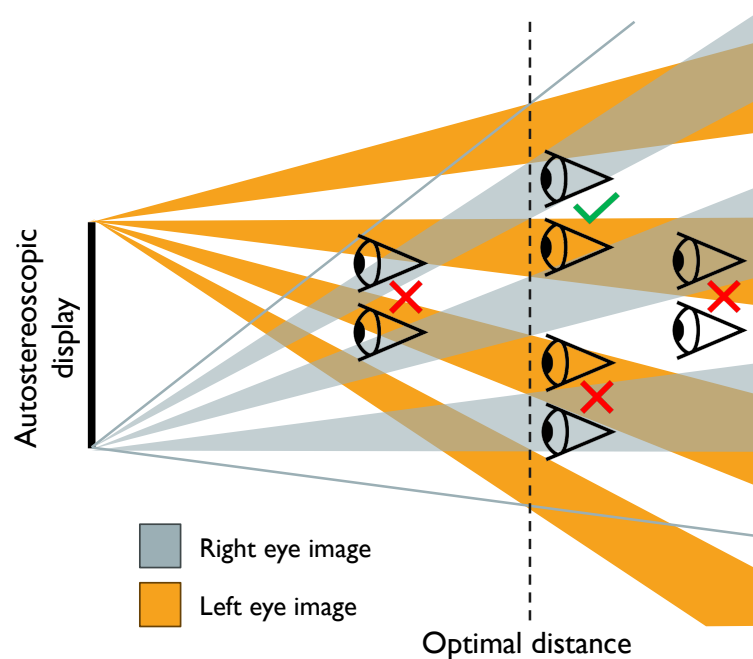 Autostereoscopic
display
Right eye image
Left eye image
Optimal distance